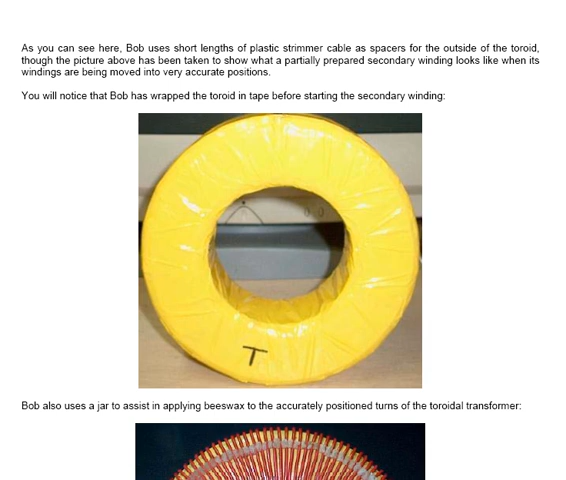 As you can see here, Bob uses short lengths of plastic strimmer cable as spacers for the outside of the toroid,
though the picture above has been taken to show what a partially prepared secondary winding looks like when its
windings are being moved into very accurate positions.
You will notice that Bob has wrapped the toroid in tape before starting the secondary winding:
T
Bob also uses a jar to assist in applying beeswax to the accurately positioned turns of the toroidal transformer: